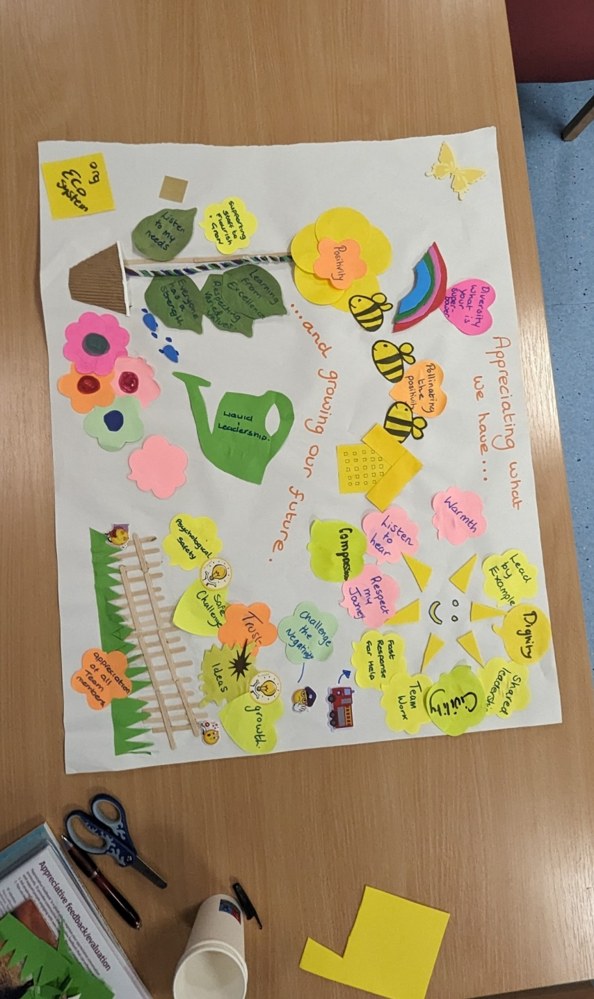 Appreciating what
we have...
Diversity
What is
your
super-
power
Pollinating
the
positivity
Warmth
Lead
by
Example
Dignity
Shared
leadership
Civility
Team
Work
Fast
Response
For Help
Listen
to
hear
Respect
my
Journey
Compassion
Positivity
...and growing our future.
Challenge
the
Negativity
Supporting
staff to
Flourish
+ Grow
Listen
to my
needs
Learning
from
Excellence
Respecting
Everyone
has a
Strength
Liquid
Leadership.
Psychological
Safety
Safe
Challenge
Trust
Ideas
growth
appreciation
of all
Team
members
org
ECO
system
Appreciative feedback/evaluation